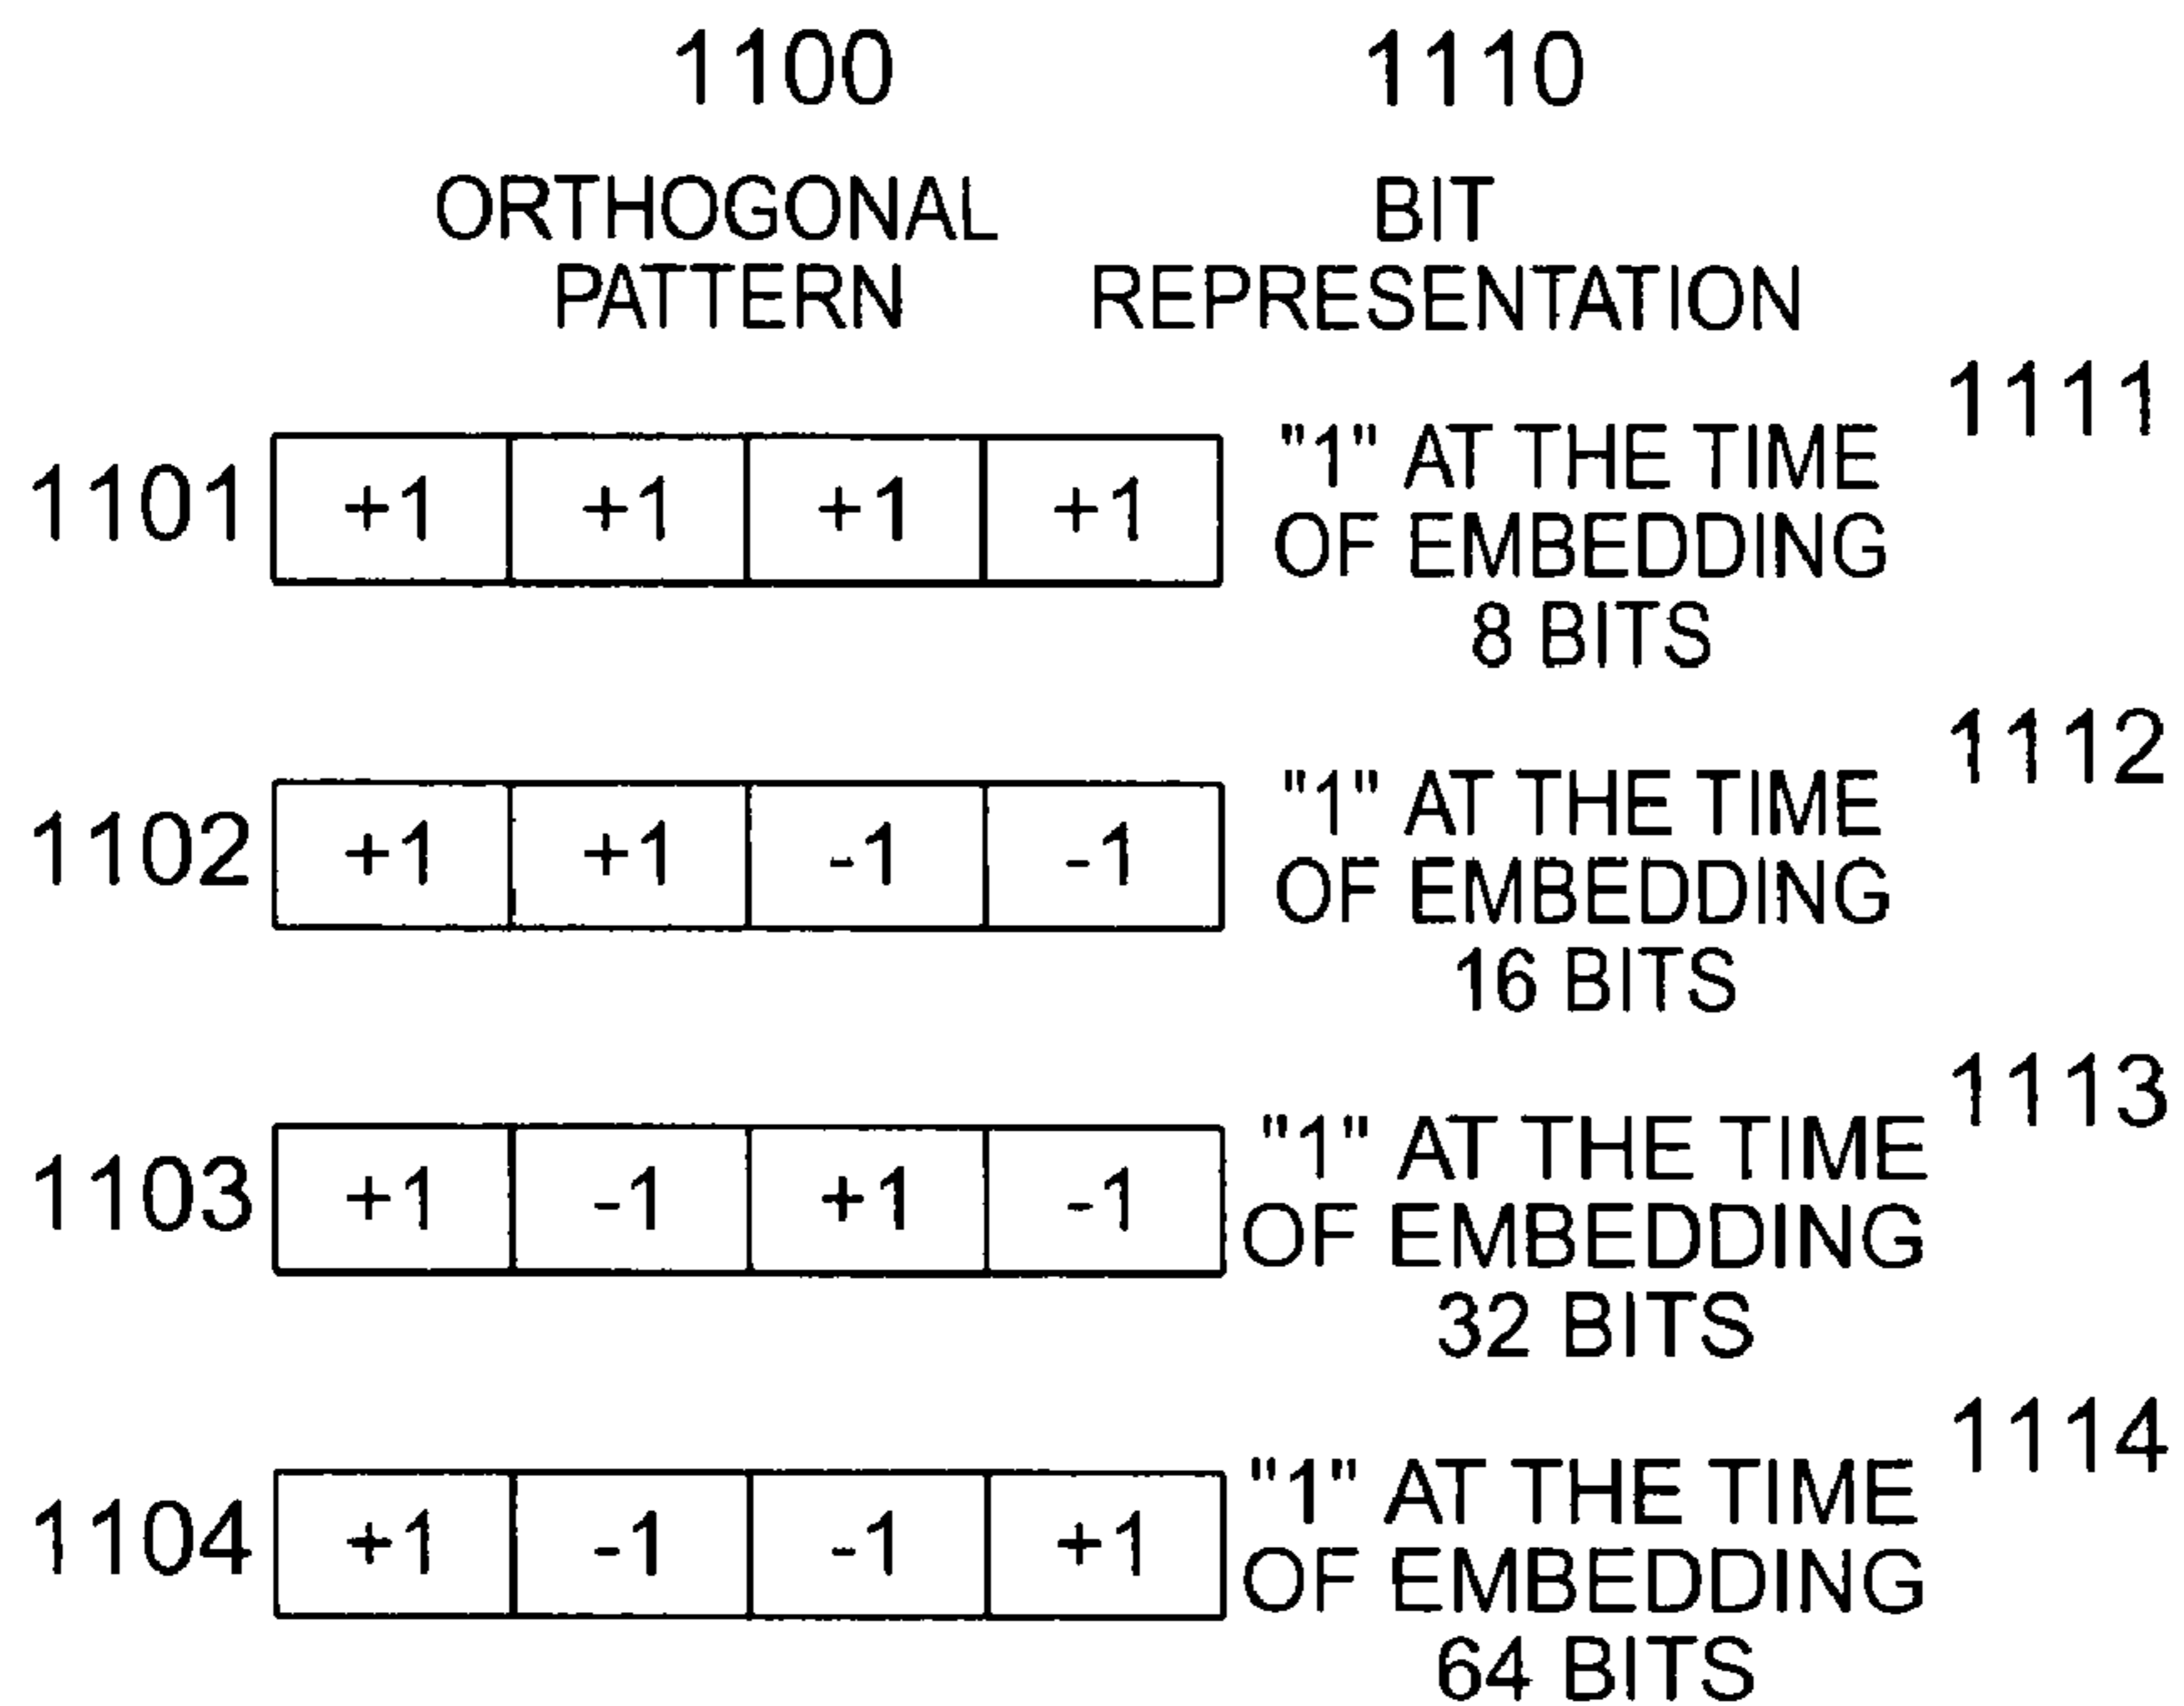 1100 1110
ORTHOGONAL BIT
PATTERN REPRESENTATION
1111
1101 +1 +1 +1 +1 "1" AT THE TIME
OF EMBEDDING
8 BITS
1112
1102 +1 +1 -1 -1 "1" AT THE TIME
OF EMBEDDING
16 BITS
1113
1103 +1 -1 +1 -1 "1" AT THE TIME
OF EMBEDDING
32 BITS
1114
1104 +1 -1 -1 +1 "1" AT THE TIME
OF EMBEDDING
64 BITS